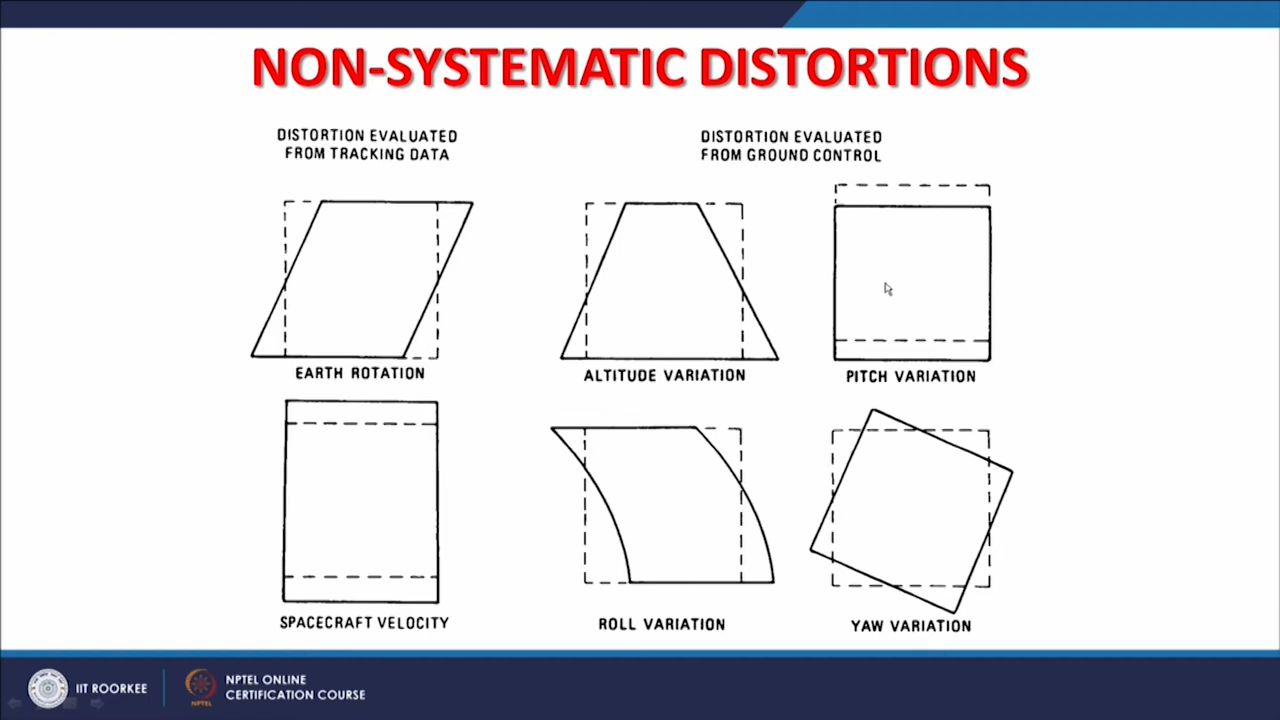 NON-SYSTEMATIC DISTORTIONS
DISTORTION EVALUATED
FROM TRACKING DATA
DISTORTION EVALUATED
FROM GROUND CONTROL
EARTH ROTATION
ALTITUDE VARIATION
PITCH VARIATION
SPACECRAFT VELOCITY
ROLL VARIATION
YAW VARIATION
IIT ROORKEE
NPTEL
NPTEL ONLINE
CERTIFICATION COURSE